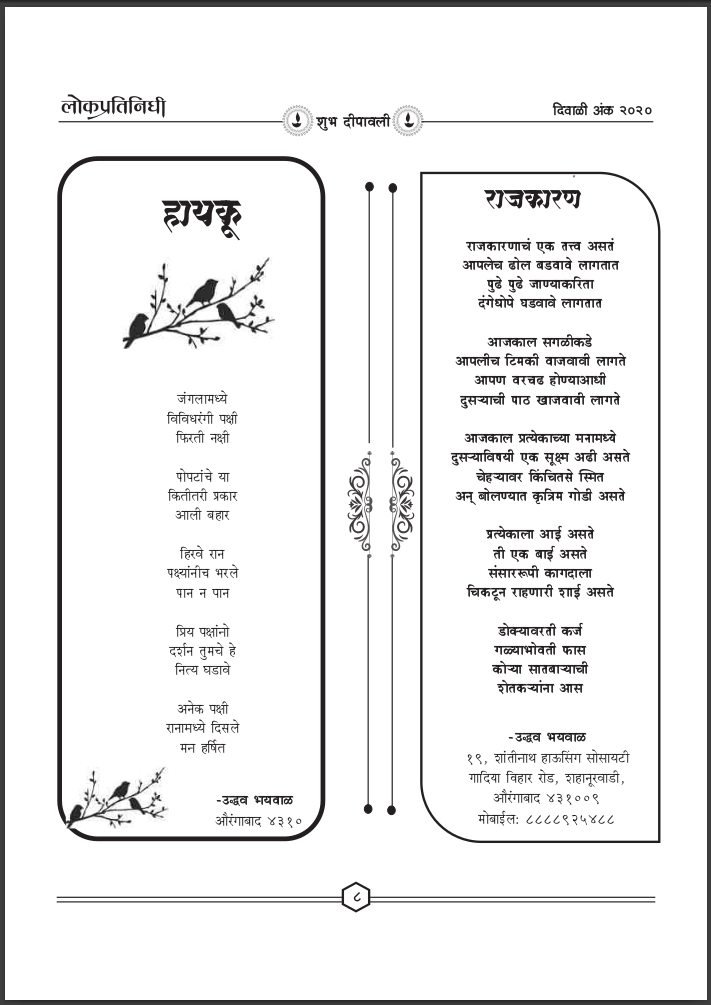 लोकप्रतिनिधी
शुभ दीपावली
दिवाळी अंक २०२०
हायकू
जंगलामध्ये
विविधरंगी पक्षी
फिरती नक्षी
पोपटांचे या
कितीतरी प्रकार
आली बहार
हिरवे रान
पक्ष्यांनीच भरले
पान न पान
प्रिय पक्षांनो
दर्शन तुमचे हे
नित्य घडावे
अनेक पक्षी
रानामध्ये दिसले
मन हर्षित
-उद्धव भयवाळ
औरंगाबाद ४३१०
राजकारण
राजकारणाचं एक तत्त्व असतं
आपलेच ढोल बडवावे लागतात
पुढे पुढे जाण्याकरिता
दंगेधोपे घडवावे लागतात
आजकाल सगळीकडे
आपलीच टिमकी वाजवावी लागते
आपण वरचढ होण्याआधी
दुसऱ्याची पाठ खाजवावी लागते
आजकाल प्रत्येकाच्या मनामध्ये
दुसऱ्याविषयी एक सूक्ष्म अढी असते
चेहऱ्यावर किंचितसे स्मित
अन् बोलण्यात कृत्रिम गोडी असते
प्रत्येकाला आई असते
ती एक बाई असते
संसाररूपी कागदाला
चिकटून राहणारी शाई असते
डोक्यावरती कर्ज
गळ्याभोवती फास
कोऱ्या सातबाऱ्याची
शेतकऱ्यांना आस
-उद्धव भयवाळ
१९, शांतीनाथ हाऊसिंग सोसायटी
गादिया विहार रोड, शहानूरवाडी,
औरंगाबाद ४३१००९
मोबाईल: ८८८८९२५४८८
८